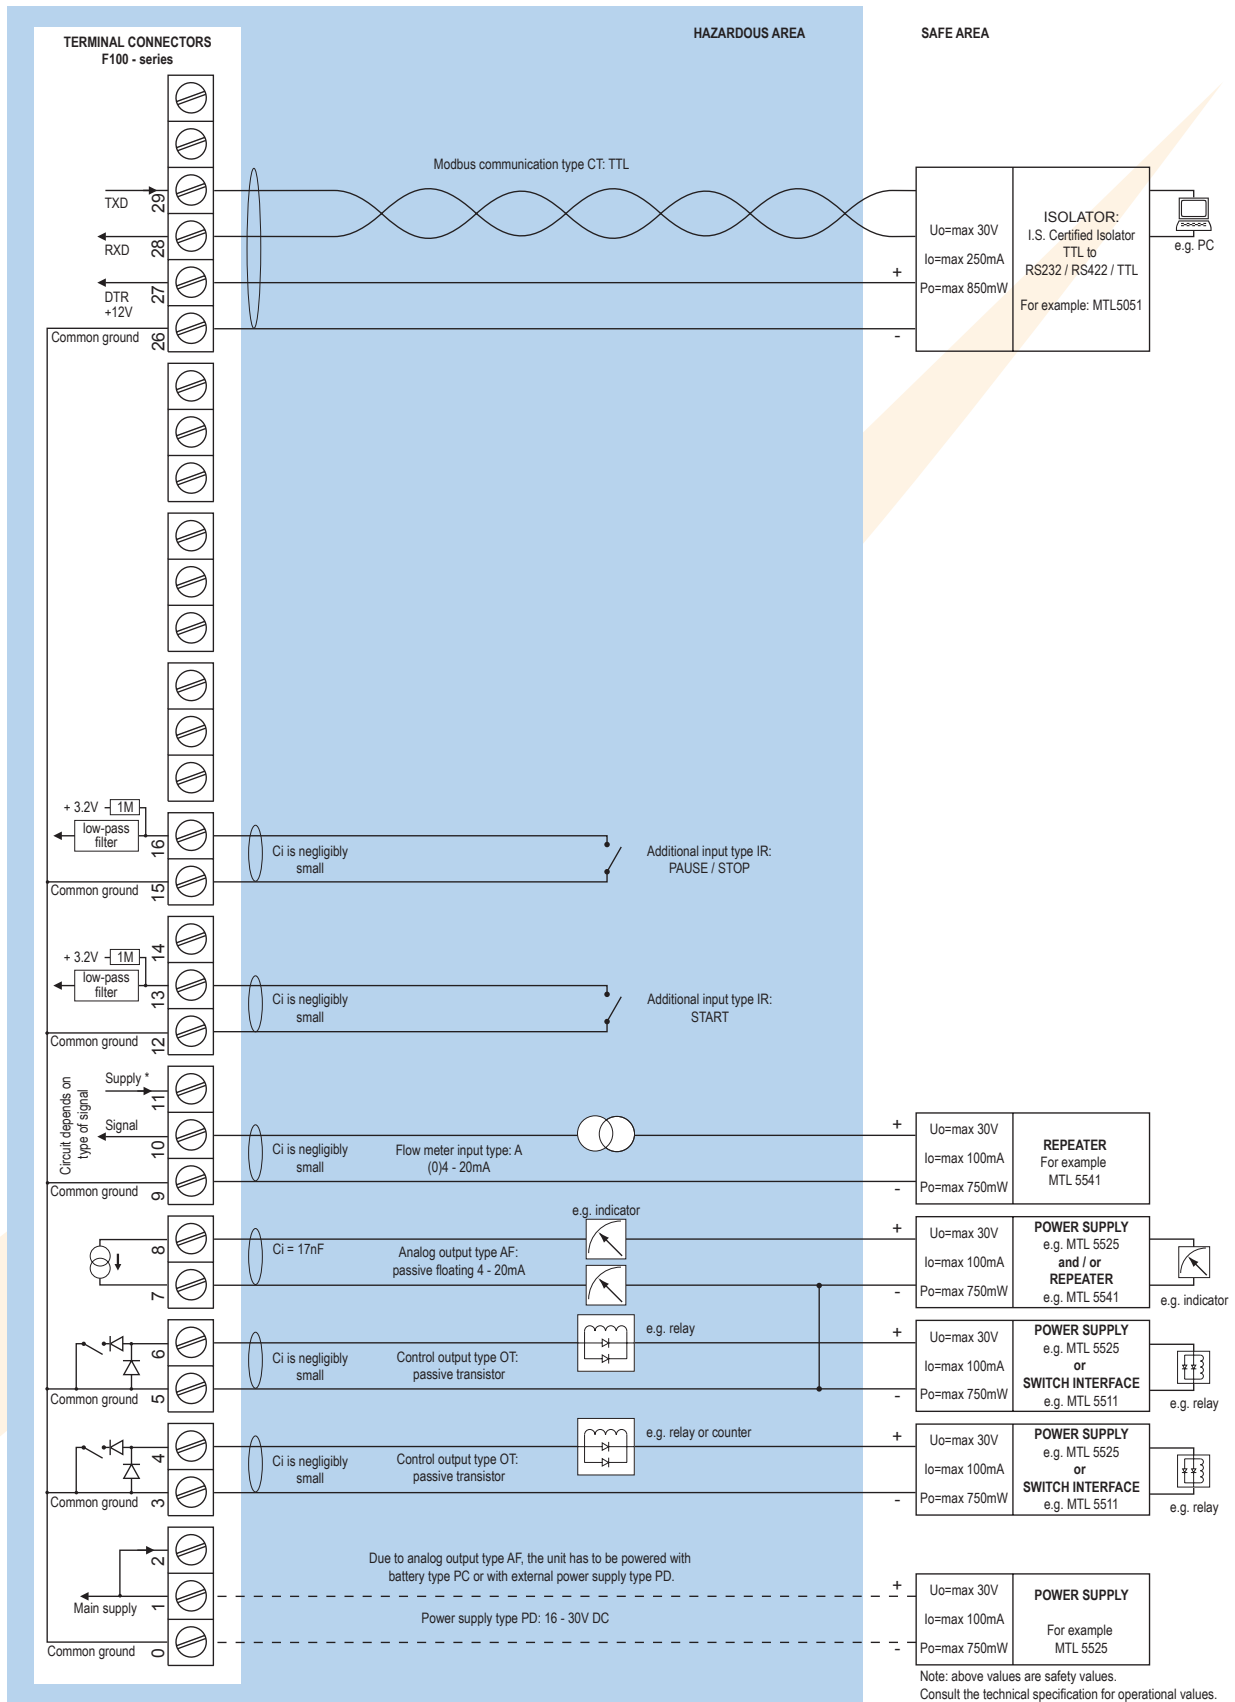 HAZARDOUS AREA
SAFE AREA
TERMINAL CONNECTORS
F100 - series
Modbus communication type CT: TTL
TXD
29
RXD
28
DTR
+12V
27
+
Common ground
26
-
Uo=max 30V
Io=max 250mA
Po=max 850mW
ISOLATOR:
I.S. Certified Isolator
TTL to
RS232 / RS422 / TTL
For example: MTL5051
e.g. PC
+ 3.2V
1M
low-pass
filter
16
Common ground
15
Ci is negligibly
small
Additional input type IR:
PAUSE / STOP
14
+ 3.2V
1M
low-pass
filter
13
Common ground
12
Ci is negligibly
small
Additional input type IR:
START
Circuit depends on
type of signal
Supply *
11
Signal
10
Common ground
9
Ci is negligibly
small
Flow meter input type: A
(0)4 - 20mA
+
-
Uo=max 30V
Io=max 100mA
Po=max 750mW
REPEATER
For example
MTL 5541
8
7
Ci = 17nF
Analog output type AF:
passive floating 4 - 20mA
e.g. indicator
+
-
Uo=max 30V
Io=max 100mA
Po=max 750mW
POWER SUPPLY
e.g. MTL 5525
and / or
REPEATER
e.g. MTL 5541
e.g. indicator
6
Common ground
5
Ci is negligibly
small
Control output type OT:
passive transistor
e.g. relay
+
-
Uo=max 30V
Io=max 100mA
Po=max 750mW
POWER SUPPLY
e.g. MTL 5525
or
SWITCH INTERFACE
e.g. MTL 5511
e.g. relay
4
Common ground
3
Ci is negligibly
small
Control output type OT:
passive transistor
e.g. relay or counter
+
-
Uo=max 30V
Io=max 100mA
Po=max 750mW
POWER SUPPLY
e.g. MTL 5525
or
SWITCH INTERFACE
e.g. MTL 5511
e.g. relay
2
Main supply
1
Common ground
0
Due to analog output type AF, the unit has to be powered with
battery type PC or with external power supply type PD.
Power supply type PD: 16 - 30V DC
+
-
Uo=max 30V
Io=max 100mA
Po=max 750mW
POWER SUPPLY
For example
MTL 5525
Note: above values are safety values.
Consult the technical specification for operational values.